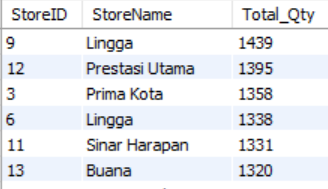 StoreID StoreName Total_Qty
9 Lingga 1439
12 Prestasi Utama 1395
3 Prima Kota 1358
6 Lingga 1338
11 Sinar Harapan 1331
13 Buana 1320